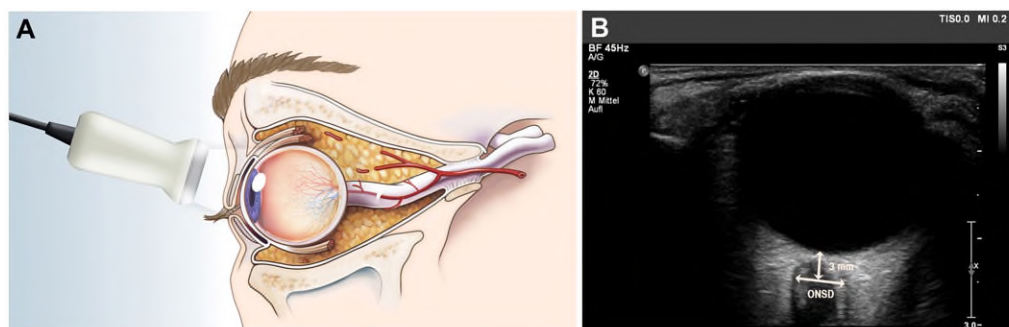 A
B
TIS0.0 MI 0.2
BF 45Hz
A/G
S3
2D
72%
K 60
M Mittel
Aufl
P
3 mm
x
ONSD
3.0